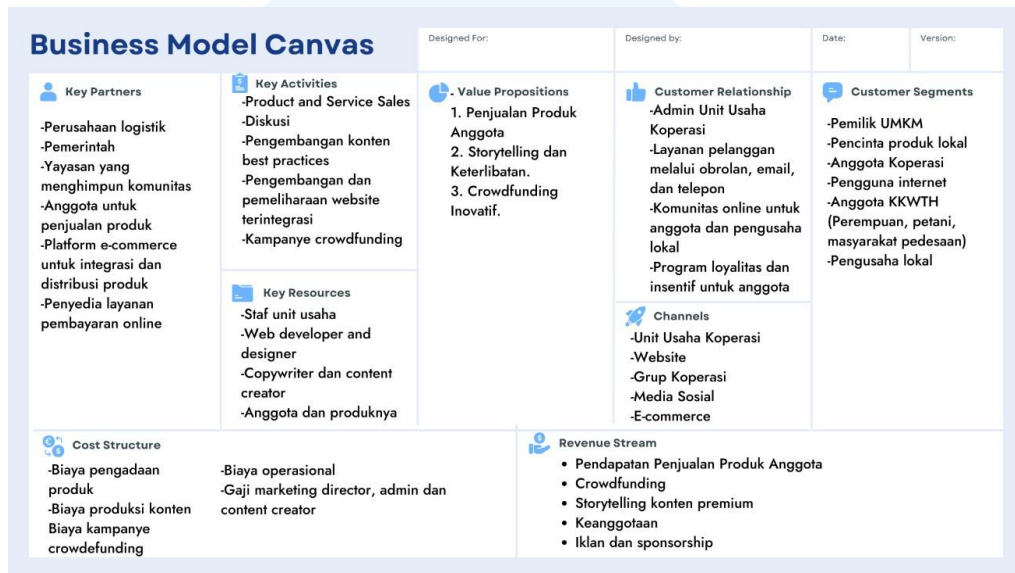 Business Model Canvas
Designed For:
Designed by:
Date:
Version:
Key Partners
-Perusahaan logistik
-Pemerintah
-Yayasan yang
menghimpun komunitas
-Anggota untuk
penjualan produk
-Platform e-commerce
untuk integrasi dan
distribusi produk
-Penyedia layanan
pembayaran online
Key Activities
-Product and Service Sales
-Diskusi
-Pengembangan konten
best practices
-Pengembangan dan
pemeliharaan website
terintegrasi
-Kampanye crowdfunding
Key Resources
-Staf unit usaha
-Web developer and
designer
-Copywriter dan content
creator
-Anggota dan produknya
- Value Propositions
1. Penjualan Produk
Anggota
2. Storytelling dan
Keterlibatan.
3. Crowdfunding
Inovatif.
Customer Relationship
-Admin Unit Usaha
Koperasi
-Layanan pelanggan
melalui obrolan, email,
dan telepon
-Komunitas online untuk
anggota dan pengusaha
lokal
-Program loyalitas dan
insentif untuk anggota
Channels
-Unit Usaha Koperasi
-Website
-Grup Koperasi
-Media Sosial
-E-commerce
Customer Segments
-Pemilik UMKM
-Pencinta produk lokal
-Anggota Koperasi
-Pengguna internet
-Anggota KKWTH
(Perempuan, petani,
masyarakat pedesaan)
-Pengusaha lokal
Cost Structure
-Biaya pengadaan
produk
-Biaya produksi konten
Biaya kampanye
crowdefunding
-Biaya operasional
-Gaji marketing director, admin dan
content creator
Revenue Stream
• Pendapatan Penjualan Produk Anggota
• Crowdfunding
• Storytelling konten premium
• Keanggotaan
• Iklan dan sponsorship